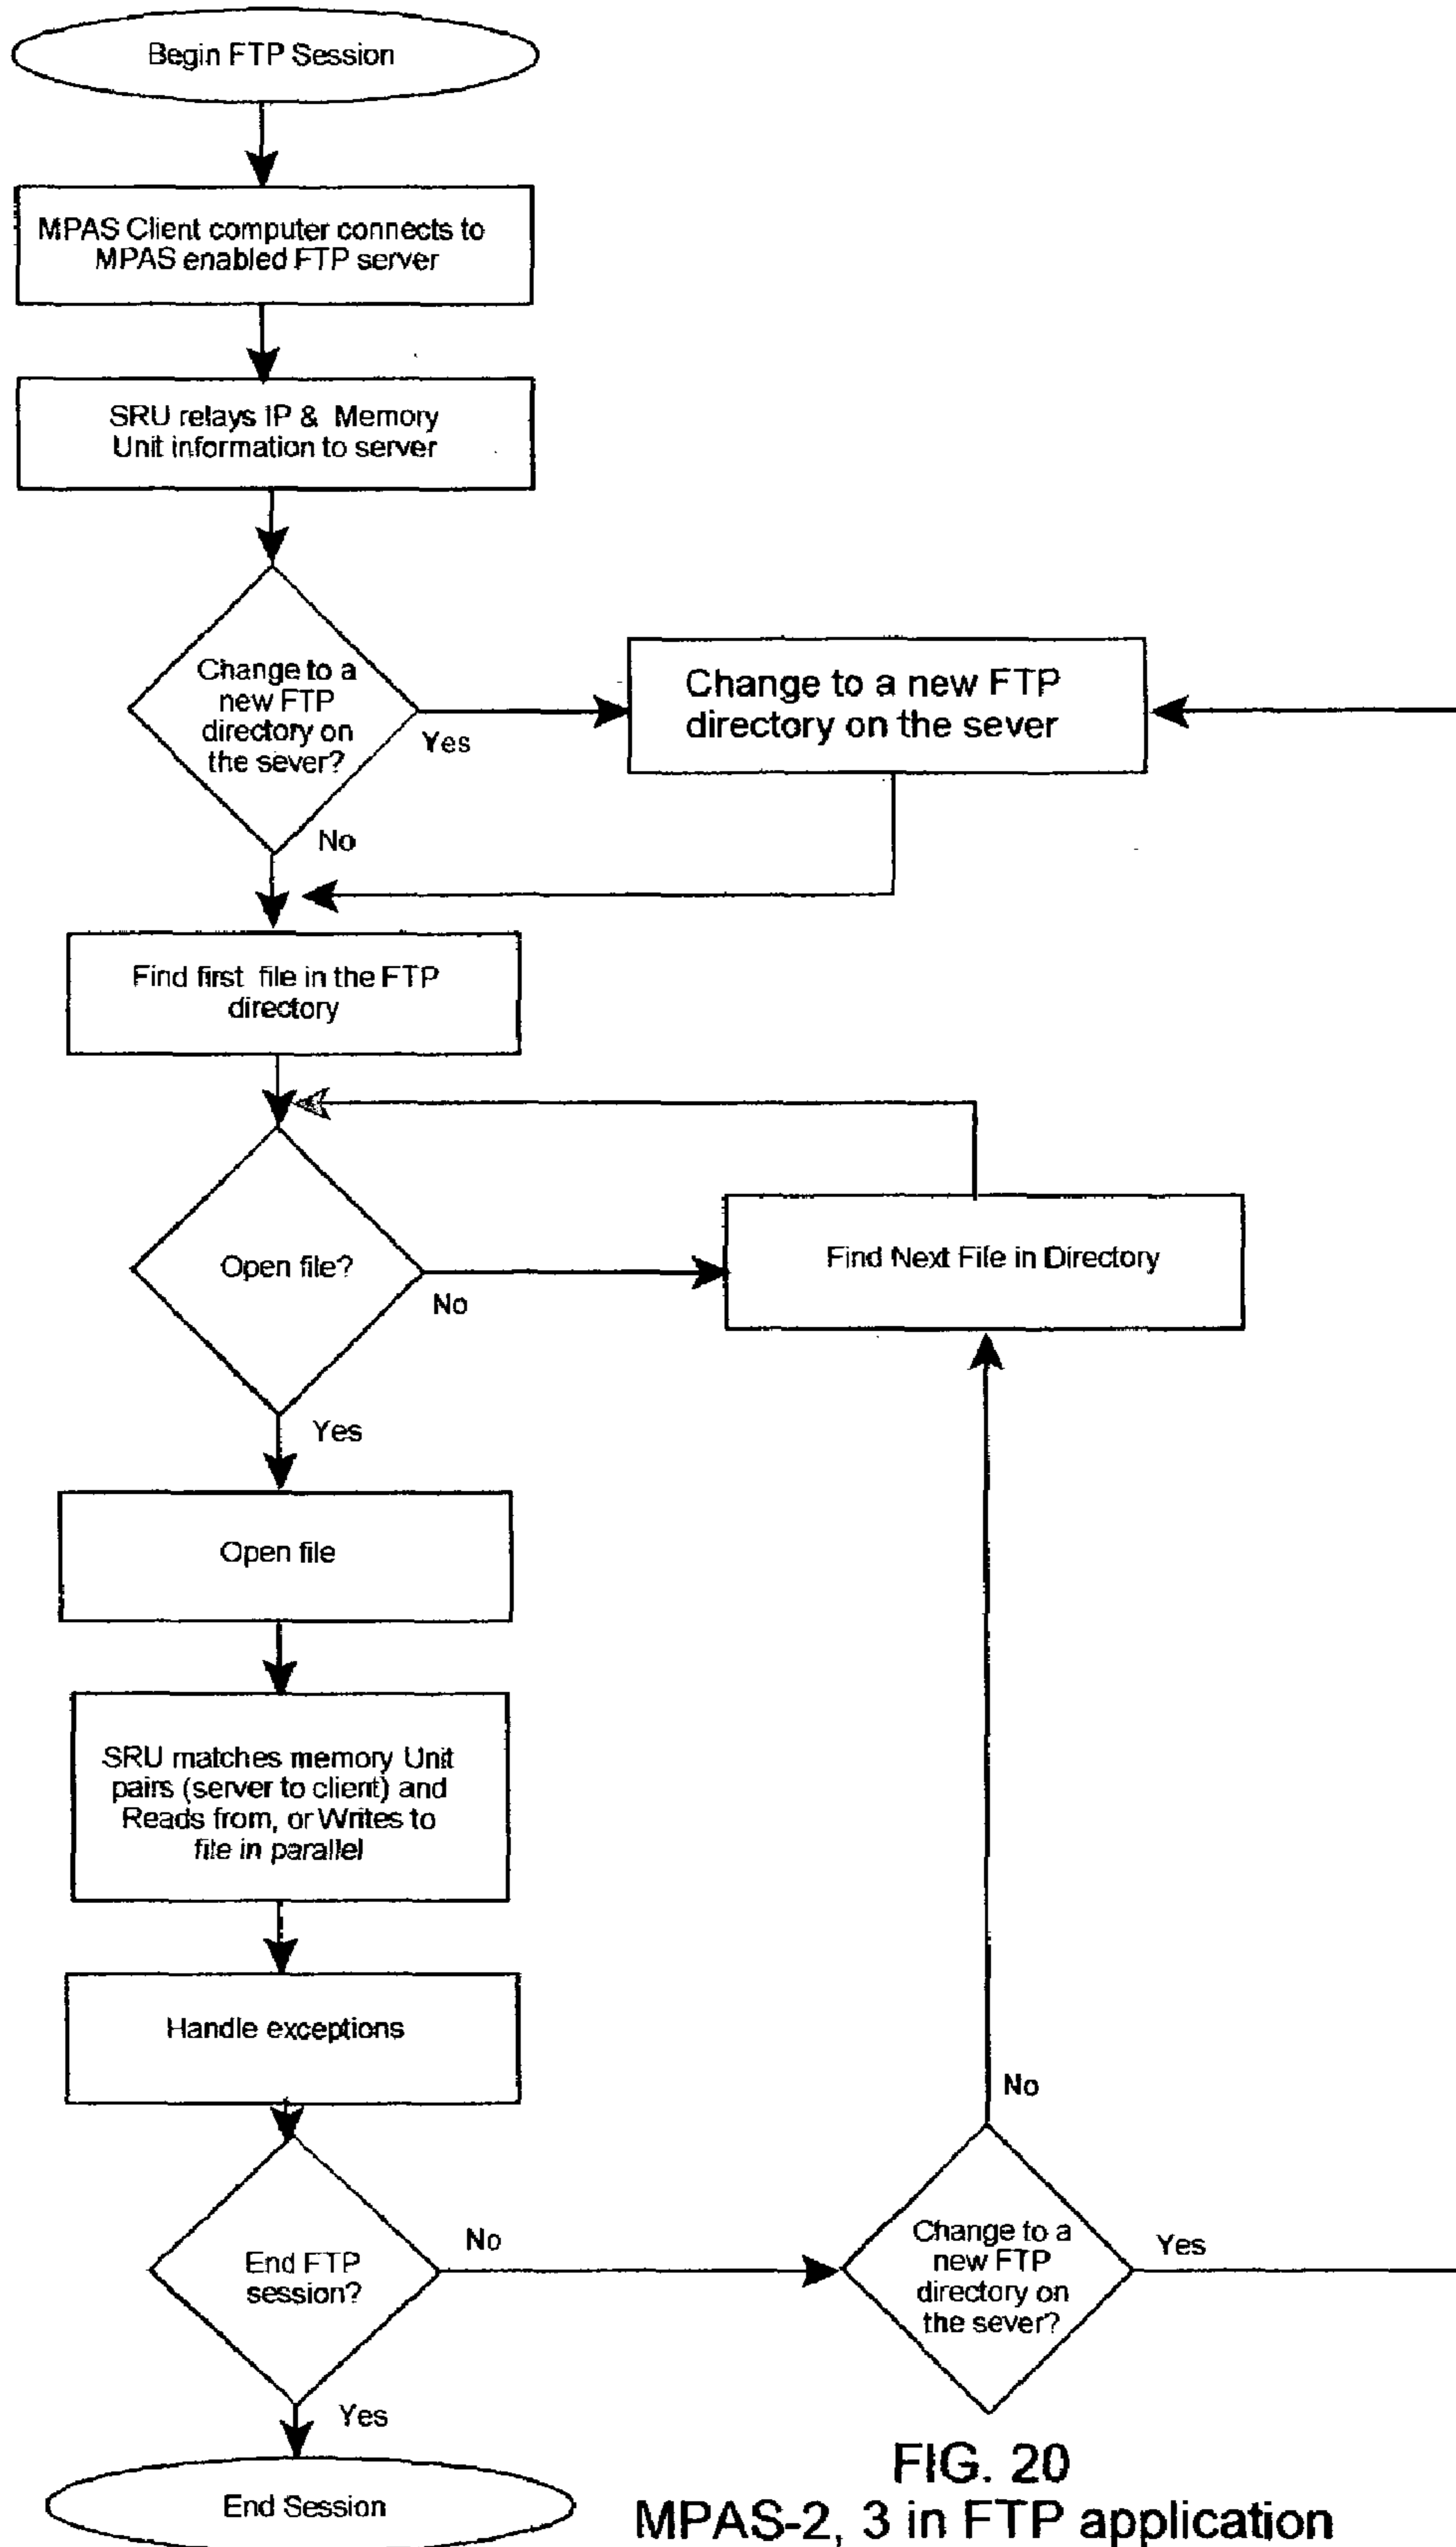 Begin FTP Session
MPAS Client computer connects to
MPAS enabled FTP server
SRU relays IP & Memory
Unit information to server
Change to a
new FTP
directory on
the sever?
Yes
Change to a new FTP
directory on the sever
No
Find first file in the FTP
directory
Open file?
No
Find Next File in Directory
Yes
Open file
SRU matches memory Unit
pairs (server to client) and
Reads from, or Writes to
file in parallel
Handle exceptions
No
End FTP
session?
No
Change to a
new FTP
directory on
the sever?
Yes
Yes
End Session
FIG. 20
MPAS-2, 3 in FTP application